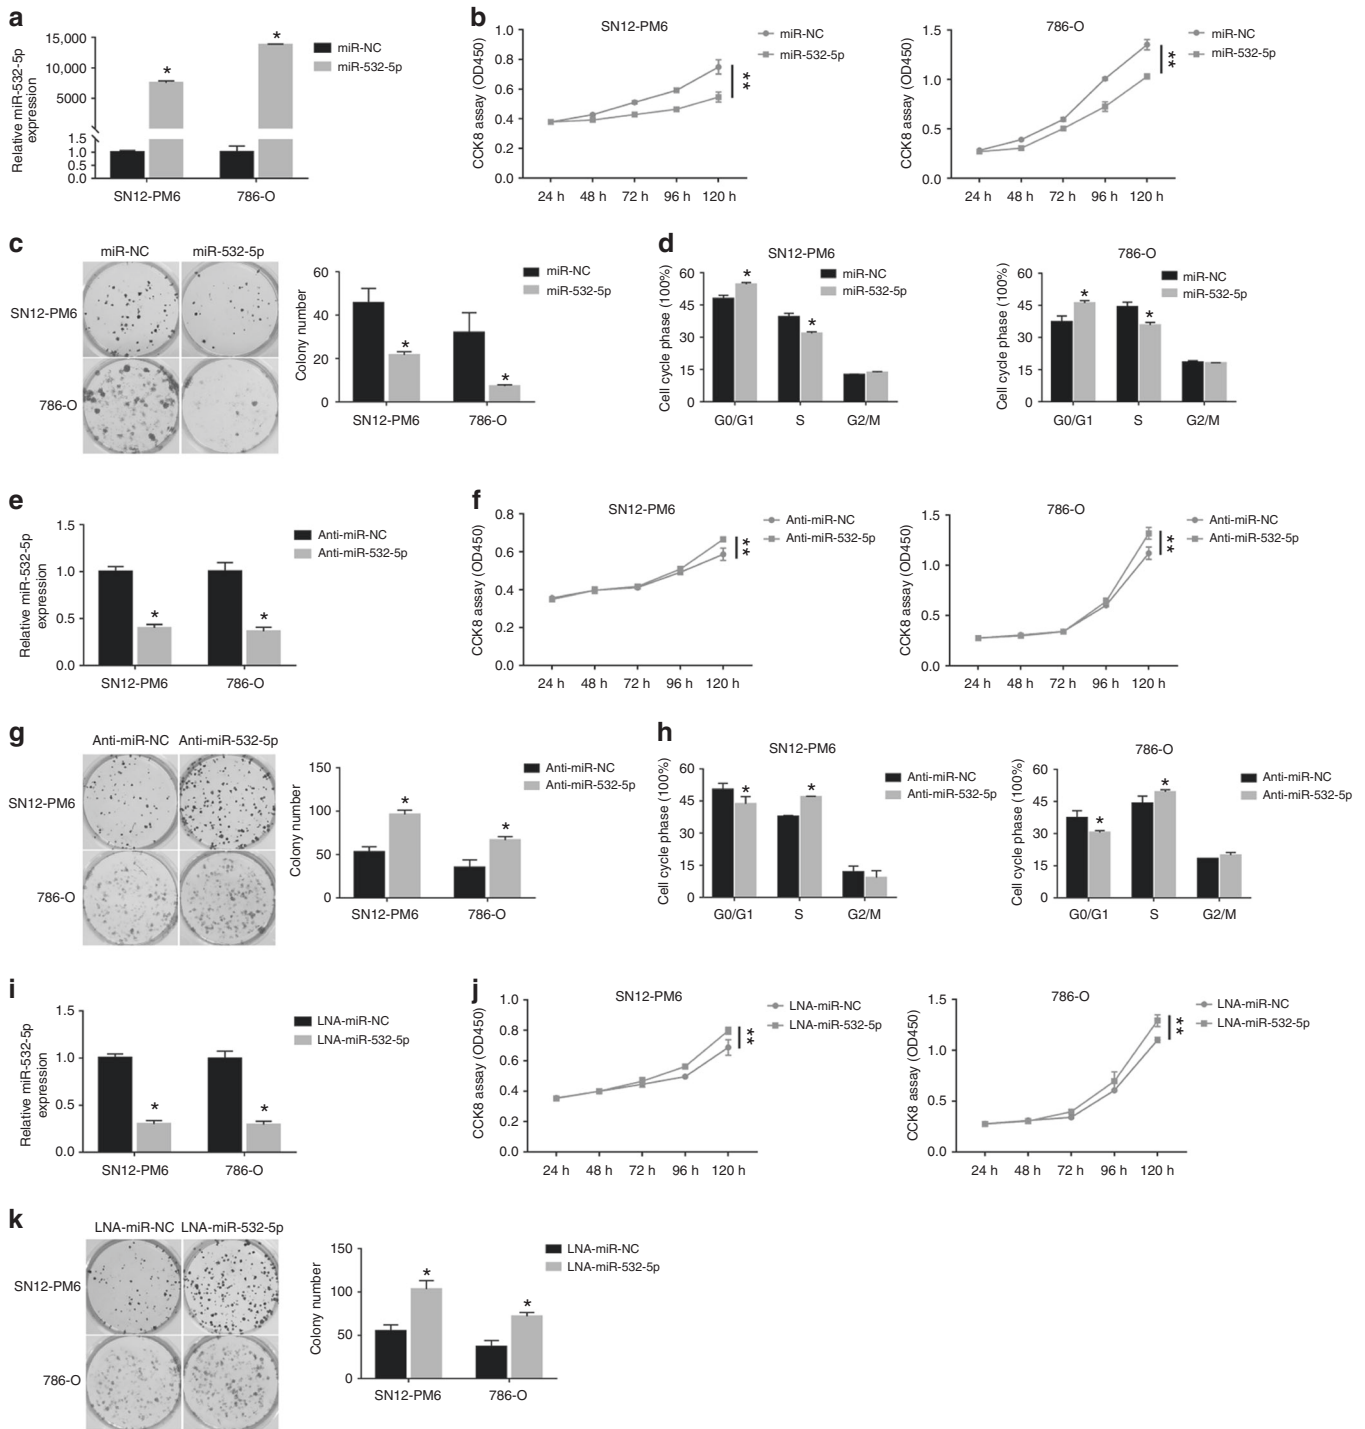 a
Relative miR-532-5p
expression
15,000
10,000
5000
1.5
1.0
0.5
0.0
*
*
SN12-PM6
786-O
miR-NC
miR-532-5p
b
SN12-PM6
CCK8 assay (OD450)
1.0
0.8
0.6
0.4
0.2
0.0
24 h 48 h 72 h 96 h 120 h
miR-NC
miR-532-5p
**
786-O
CCK8 assay (OD450)
1.5
1.0
0.5
0.0
24 h 48 h 72 h 96 h 120 h
miR-NC
miR-532-5p
**
c
miR-NC miR-532-5p
SN12-PM6
786-O
Colony number
60
40
20
0
*
*
SN12-PM6 786-O
miR-NC
miR-532-5p
d
SN12-PM6
Cell cycle phase (100%)
60
45
30
15
0
*
*
G0/G1 S G2/M
miR-NC
miR-532-5p
786-O
Cell cycle phase (100%)
60
45
30
15
0
*
*
G0/G1 S G2/M
miR-NC
miR-532-5p
e
Relative miR-532-5p
expression
1.5
1.0
0.5
0.0
*
*
SN12-PM6 786-O
Anti-miR-NC
Anti-miR-532-5p
f
SN12-PM6
CCK8 assay (OD450)
0.8
0.6
0.4
0.2
0.0
24 h 48 h 72 h 96 h 120 h
Anti-miR-NC
Anti-miR-532-5p
**
786-O
CCK8 assay (OD450)
1.5
1.0
0.5
0.0
24 h 48 h 72 h 96 h 120 h
Anti-miR-NC
Anti-miR-532-5p
**
g
Anti-miR-NC Anti-miR-532-5p
SN12-PM6
786-O
Colony number
150
100
50
0
*
*
SN12-PM6 786-O
Anti-miR-NC
Anti-miR-532-5p
h
SN12-PM6
Cell cycle phase (100%)
60
45
30
15
0
*
*
G0/G1 S G2/M
Anti-miR-NC
Anti-miR-532-5p
786-O
Cell cycle phase (100%)
60
45
30
15
0
*
*
G0/G1 S G2/M
Anti-miR-NC
Anti-miR-532-5p
i
Relative miR-532-5p
expression
1.5
1.0
0.5
0.0
*
*
SN12-PM6 786-O
LNA-miR-NC
LNA-miR-532-5p
j
SN12-PM6
CCK8 assay (OD450)
1.0
0.8
0.6
0.4
0.2
0.0
24 h 48 h 72 h 96 h 120 h
LNA-miR-NC
LNA-miR-532-5p
**
786-O
CCK8 assay (OD450)
1.5
1.0
0.5
0.0
24 h 48 h 72 h 96 h 120 h
LNA-miR-NC
LNA-miR-532-5p
**
k
LNA-miR-NC LNA-miR-532-5p
SN12-PM6
786-O
Colony number
150
100
50
0
*
*
SN12-PM6 786-O
LNA-miR-NC
LNA-miR-532-5p